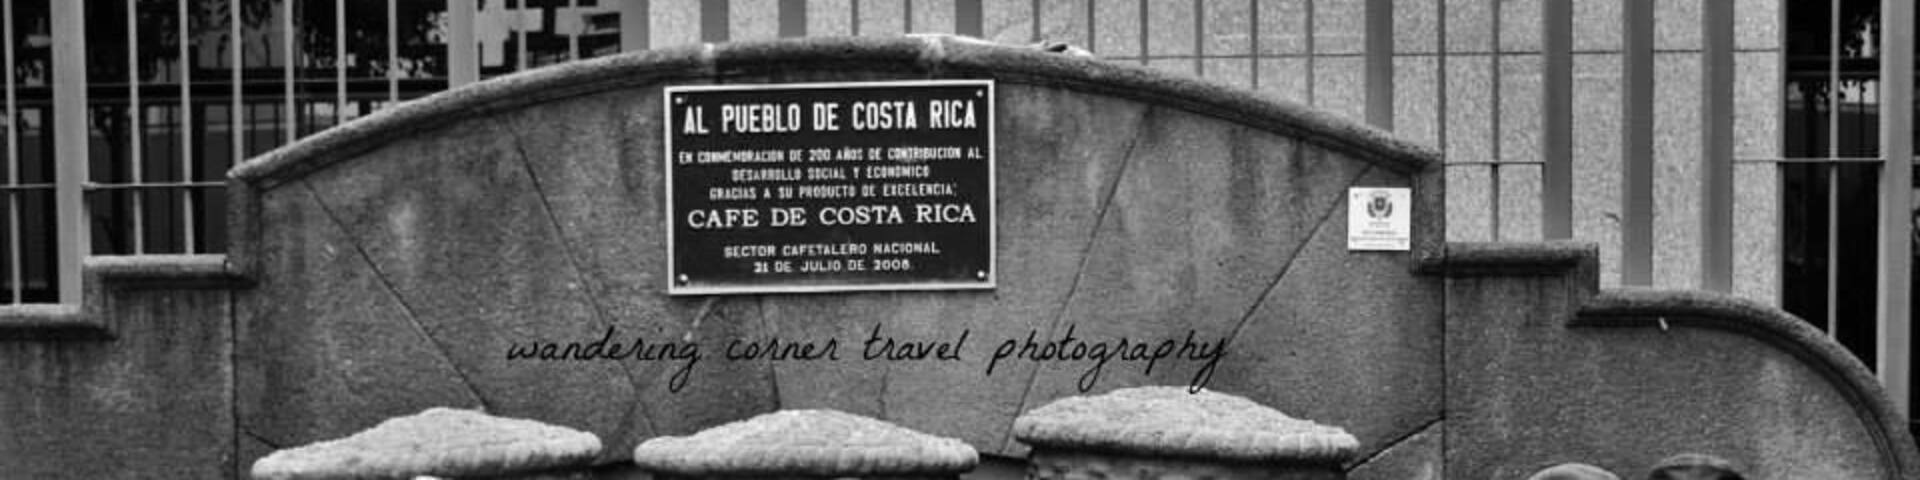 AL PUEBLO DE COSTA RICA
EN CONMEMORACION DE 200 AÑOS DE CONTRIBUCION AL
DESARROLLO SOCIAL Y ECONOMICO
GRACIAS A SU PRODUCTO DE EXCELENCIA:
CAFE DE COSTA RICA
SECTOR CAFETALERO NACIONAL
21 DE JULIO DE 2008
wandering corner travel photography